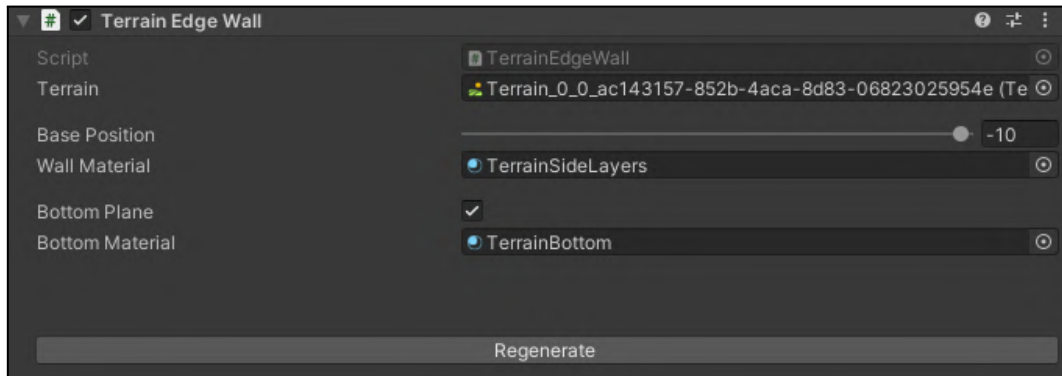 Terrain Edge Wall
Script TerrainEdgeWall
Terrain Terrain_0_0_ac143157-852b-4aca-8d83-06823025954e (Te
Base Position -10
Wall Material TerrainSideLayers
Bottom Plane
Bottom Material TerrainBottom
Regenerate